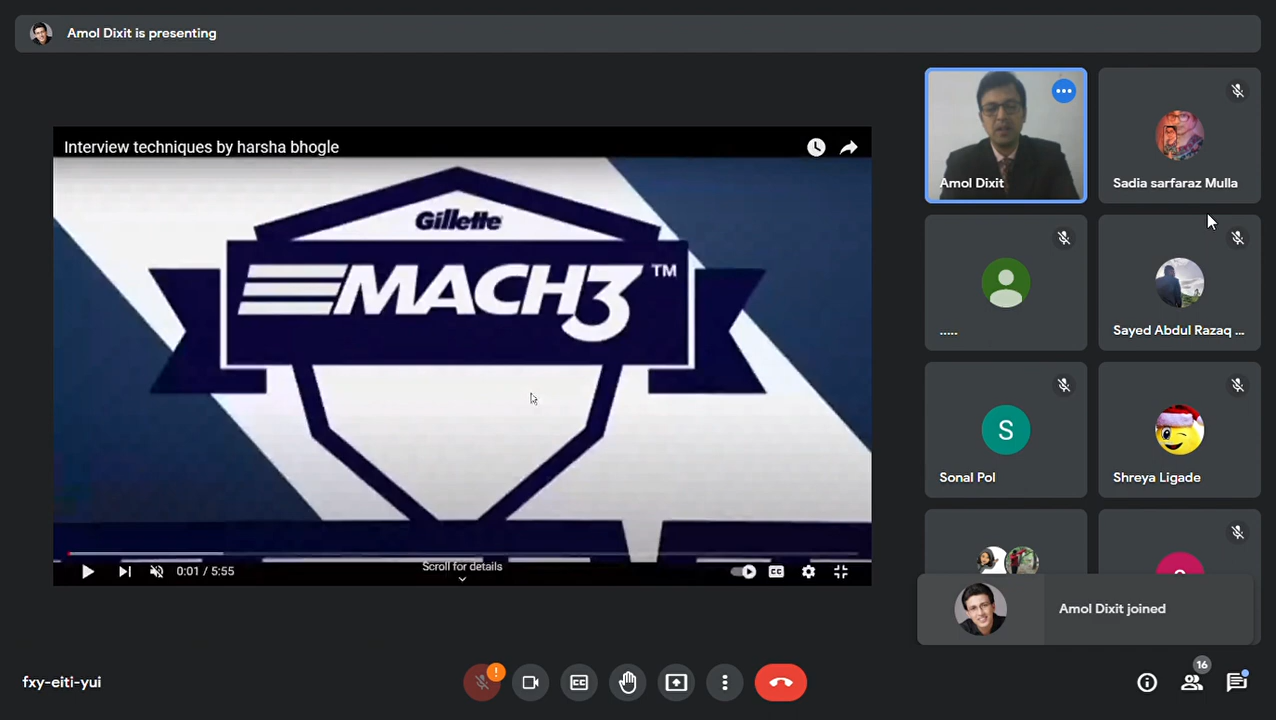 Amol Dixit is presenting
Interview techniques by harsha bhogle
Gillette
MACH3 TM
0:01 / 5:55
Scroll for details
CC
Amol Dixit
Sadia sarfaraz Mulla
.....
Sayed Abdul Razaq ...
S
Sonal Pol
Shreya Ligade
Amol Dixit joined
fxy-eiti-yui
!
CC
16